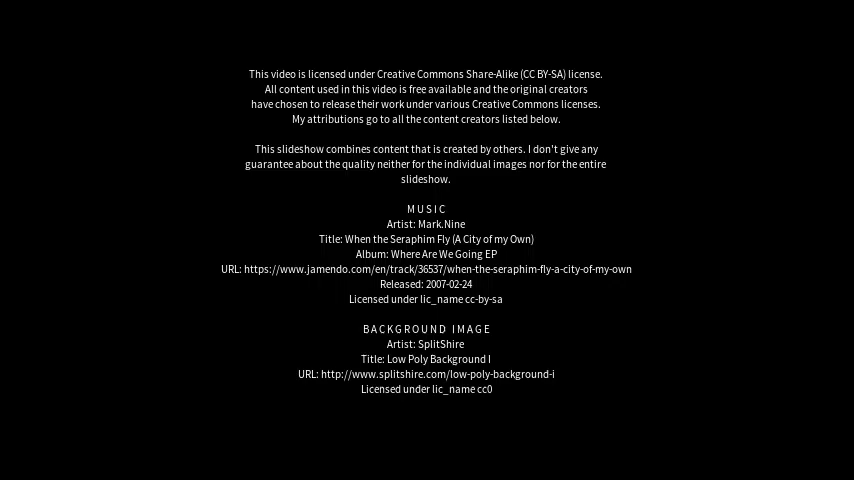 This video is licensed under Creative Commons Share-Alike (CC BY-SA) license.
All content used in this video is free available and the original creators
have chosen to release their work under various Creative Commons licenses.
My attributions go to all the content creators listed below.
This slideshow combines content that is created by others. I don't give any
guarantee about the quality neither for the individual images nor for the entire
slideshow.
MUSIC
Artist: Mark.Nine
Title: When the Seraphim Fly (A City of my Own)
Album: Where Are We Going EP
URL: https://www.jamendo.com/en/track/36537/when-the-seraphim-fly-a-city-of-my-own
Released: 2007-02-24
Licensed under lic_name cc-by-sa
BACKGROUND IMAGE
Artist: SplitShire
Title: Low Poly Background I
URL: http://www.splitshire.com/low-poly-background-i
Licensed under lic_name cc0